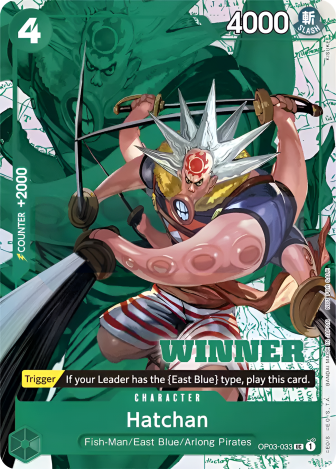 4
4000
斬
SLASH
COUNTER +2000
WINNER
Trigger If your Leader has the {East Blue} type, play this card.
CHARACTER
Hatchan
Fish-Man/East Blue/Arlong Pirates
OP03-033 UC 1